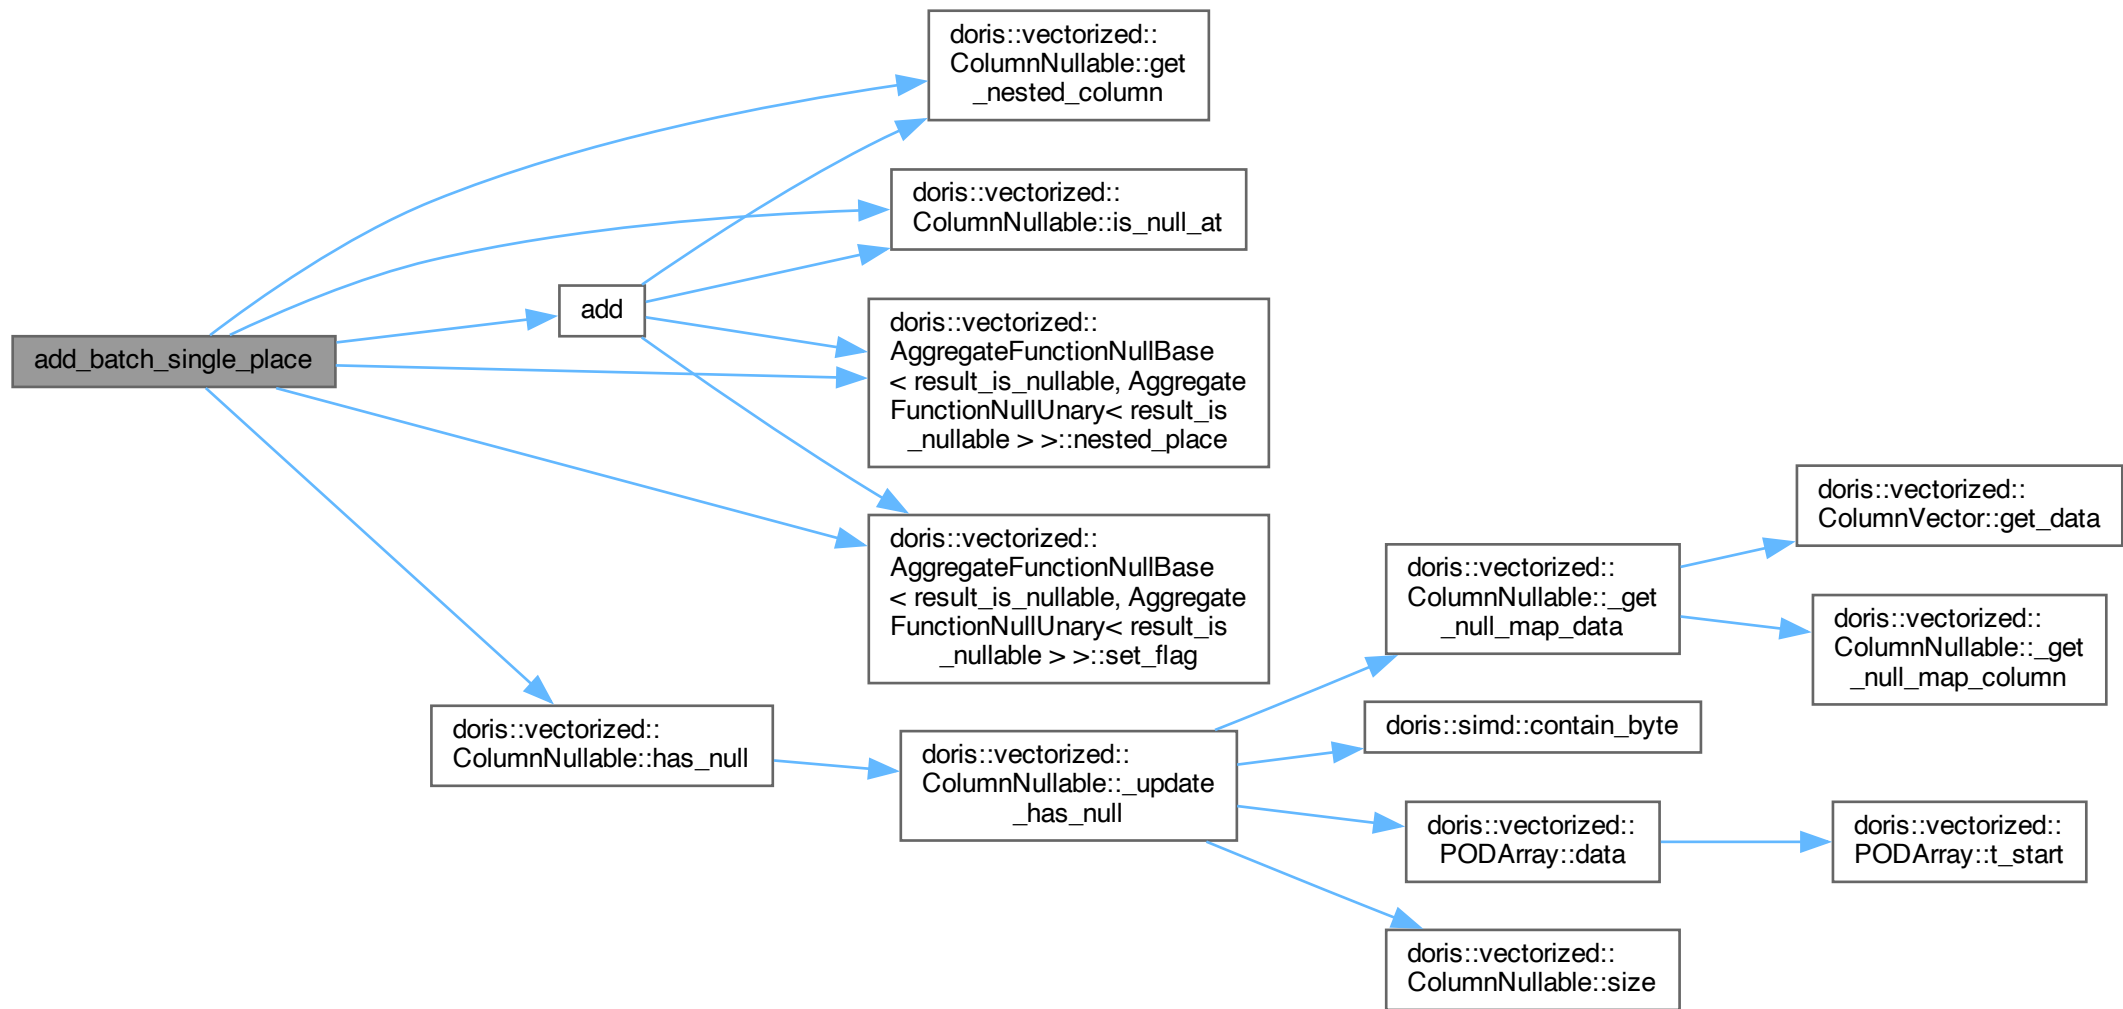 add_batch_single_place
doris::vectorized::
ColumnNullable::get
_nested_column
doris::vectorized::
ColumnNullable::is_null_at
add
doris::vectorized::
AggregateFunctionNullBase
< result_is_nullable, Aggregate
FunctionNullUnary< result_is
_nullable > >::nested_place
doris::vectorized::
AggregateFunctionNullBase
< result_is_nullable, Aggregate
FunctionNullUnary< result_is
_nullable > >::set_flag
doris::vectorized::
ColumnNullable::has_null
doris::vectorized::
ColumnNullable::_update
_has_null
doris::vectorized::
ColumnNullable::_get
_null_map_data
doris::vectorized::
ColumnVector::get_data
doris::vectorized::
ColumnNullable::_get
_null_map_column
doris::simd::contain_byte
doris::vectorized::
PODArray::data
doris::vectorized::
PODArray::t_start
doris::vectorized::
ColumnNullable::size